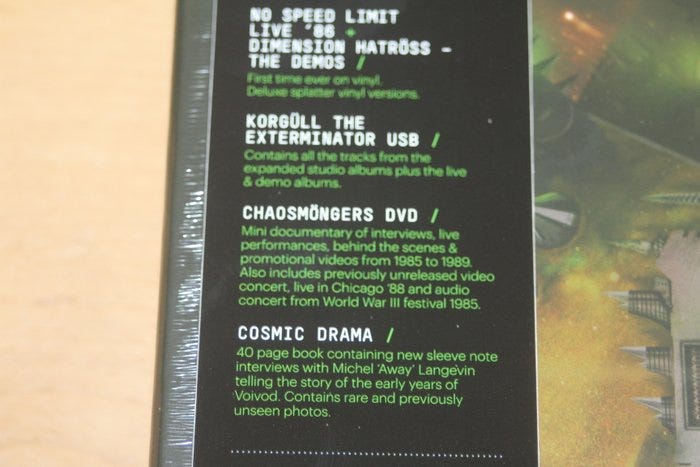 NO SPEED LIMIT
LIVE '86 +
DIMENSION HATRÖSS –
THE DEMOS /
First time ever on vinyl.
Deluxe splatter vinyl versions.
KORGÜLL THE
EXTERMINATOR USB /
Contains all the tracks from the
expanded studio albums plus the live
& demo albums.
CHAOSMÖNGERS DVD /
Mini documentary of interviews, live
performances, behind the scenes &
promotional videos from 1985 to 1989.
Also includes previously unreleased video
concert, live in Chicago '88 and audio
concert from World War III festival 1985.
COSMIC DRAMA /
40 page book containing new sleeve note
interviews with Michel 'Away' Langevin
telling the story of the early years of
Voivod. Contains rare and previously
unseen photos.